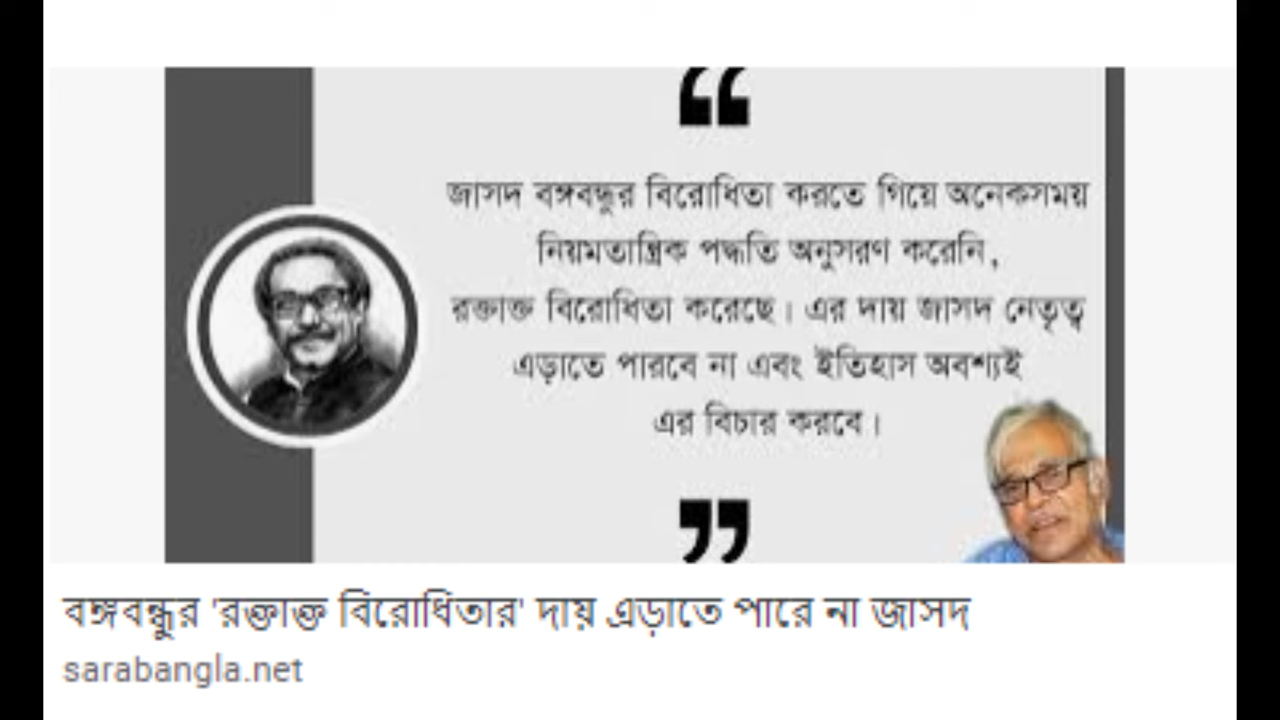 “
জাসদ বঙ্গবন্ধুর বিরোধিতা করতে গিয়ে অনেকসময়
নিয়মতান্ত্রিক পদ্ধতি অনুসরণ করেনি,
রক্তাক্ত বিরোধিতা করেছে। এর দায় জাসদ নেতৃত্ব
এড়াতে পারবে না এবং ইতিহাস অবশ্যই
এর বিচার করবে।
”
বঙ্গবন্ধুর 'রক্তাক্ত বিরোধিতার' দায় এড়াতে পারে না জাসদ
sarabangla.net